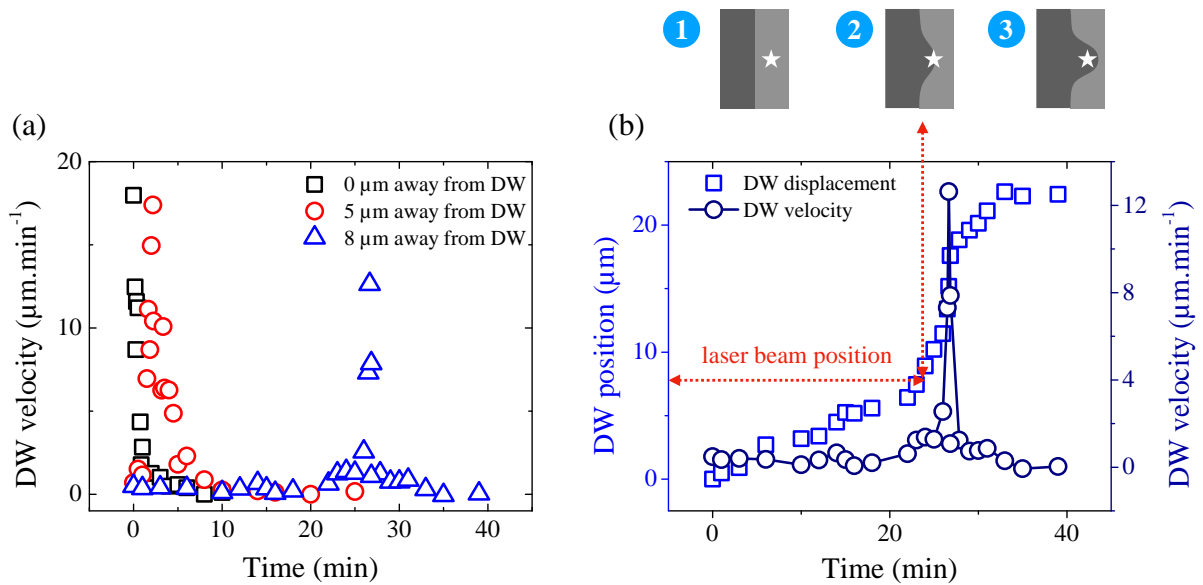 1
2
3
(a)
20
10
0
0
10
20
30
40
DW velocity (µm.min⁻¹)
Time (min)
0 µm away from DW
5 µm away from DW
8 µm away from DW
(b)
20
10
0
0
20
40
12
8
4
0
DW position (µm)
Time (min)
DW velocity (µm.min⁻¹)
DW displacement
DW velocity
laser beam position